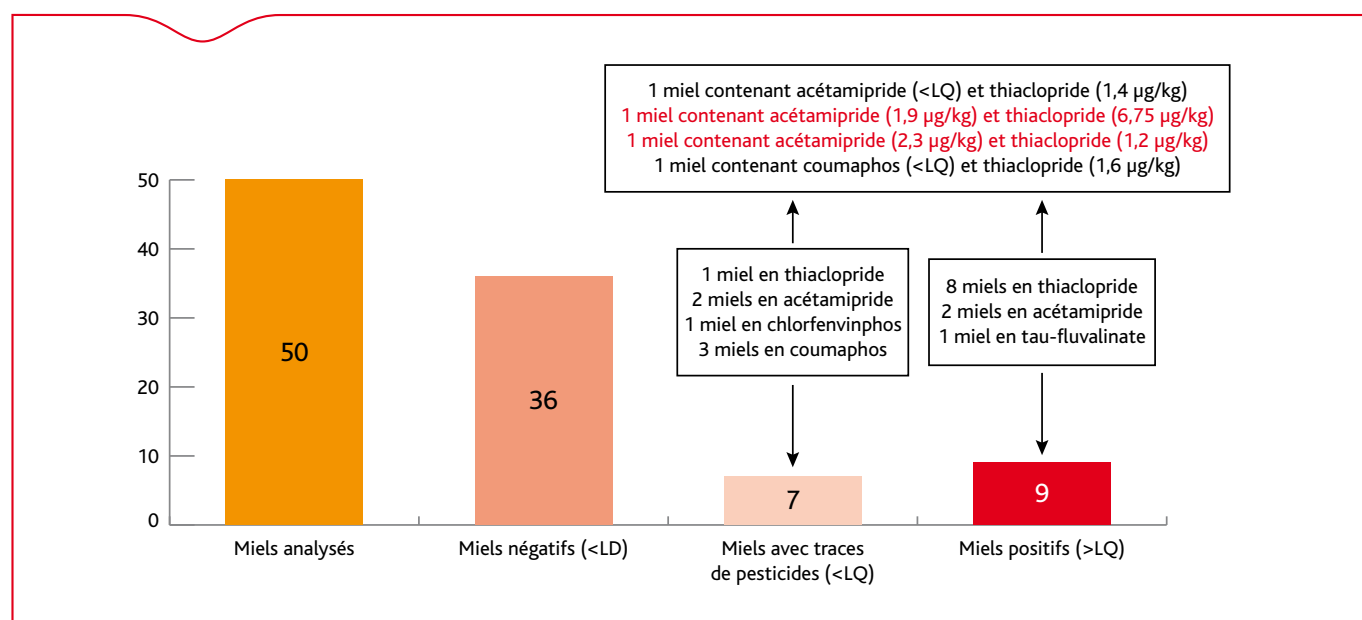 1 miel contenant acétamipride (<LQ) et thiaclopride (1,4 µg/kg)
1 miel contenant acétamipride (1,9 µg/kg) et thiaclopride (6,75 µg/kg)
1 miel contenant acétamipride (2,3 µg/kg) et thiaclopride (1,2 µg/kg)
1 miel contenant coumaphos (<LQ) et thiaclopride (1,6 µg/kg)
1 miel en thiaclopride
2 miels en acétamipride
1 miel en chlorfenvinphos
3 miels en coumaphos
8 miels en thiaclopride
2 miels en acétamipride
1 miel en tau-fluvalinate
50
40
30
20
10
0
50
36
7
9
Miels analysés
Miels négatifs (<LD)
Miels avec traces
de pesticides (<LQ)
Miels positifs (>LQ)